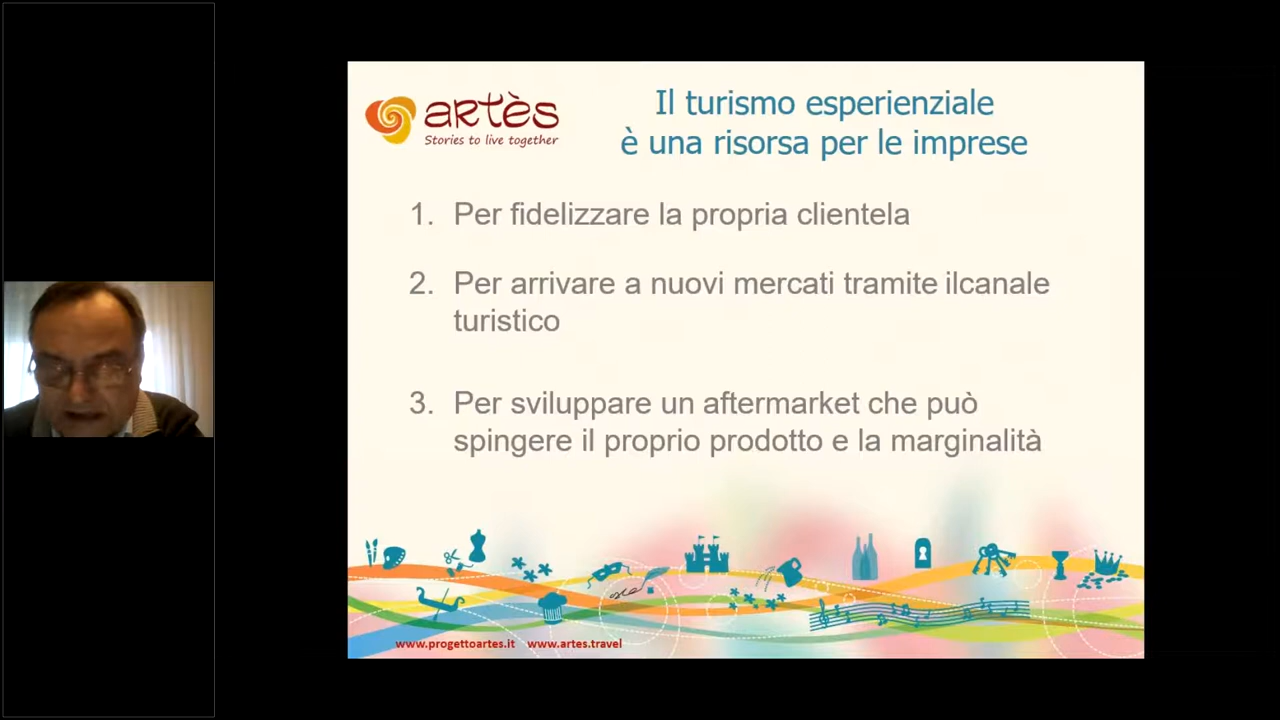 artès
Stories to live together
Il turismo esperienziale
è una risorsa per le imprese
1. Per fidelizzare la propria clientela
2. Per arrivare a nuovi mercati tramite ilcanale
turistico
3. Per sviluppare un aftermarket che può
spingere il proprio prodotto e la marginalità
www.progettoartes.it www.artes.travel